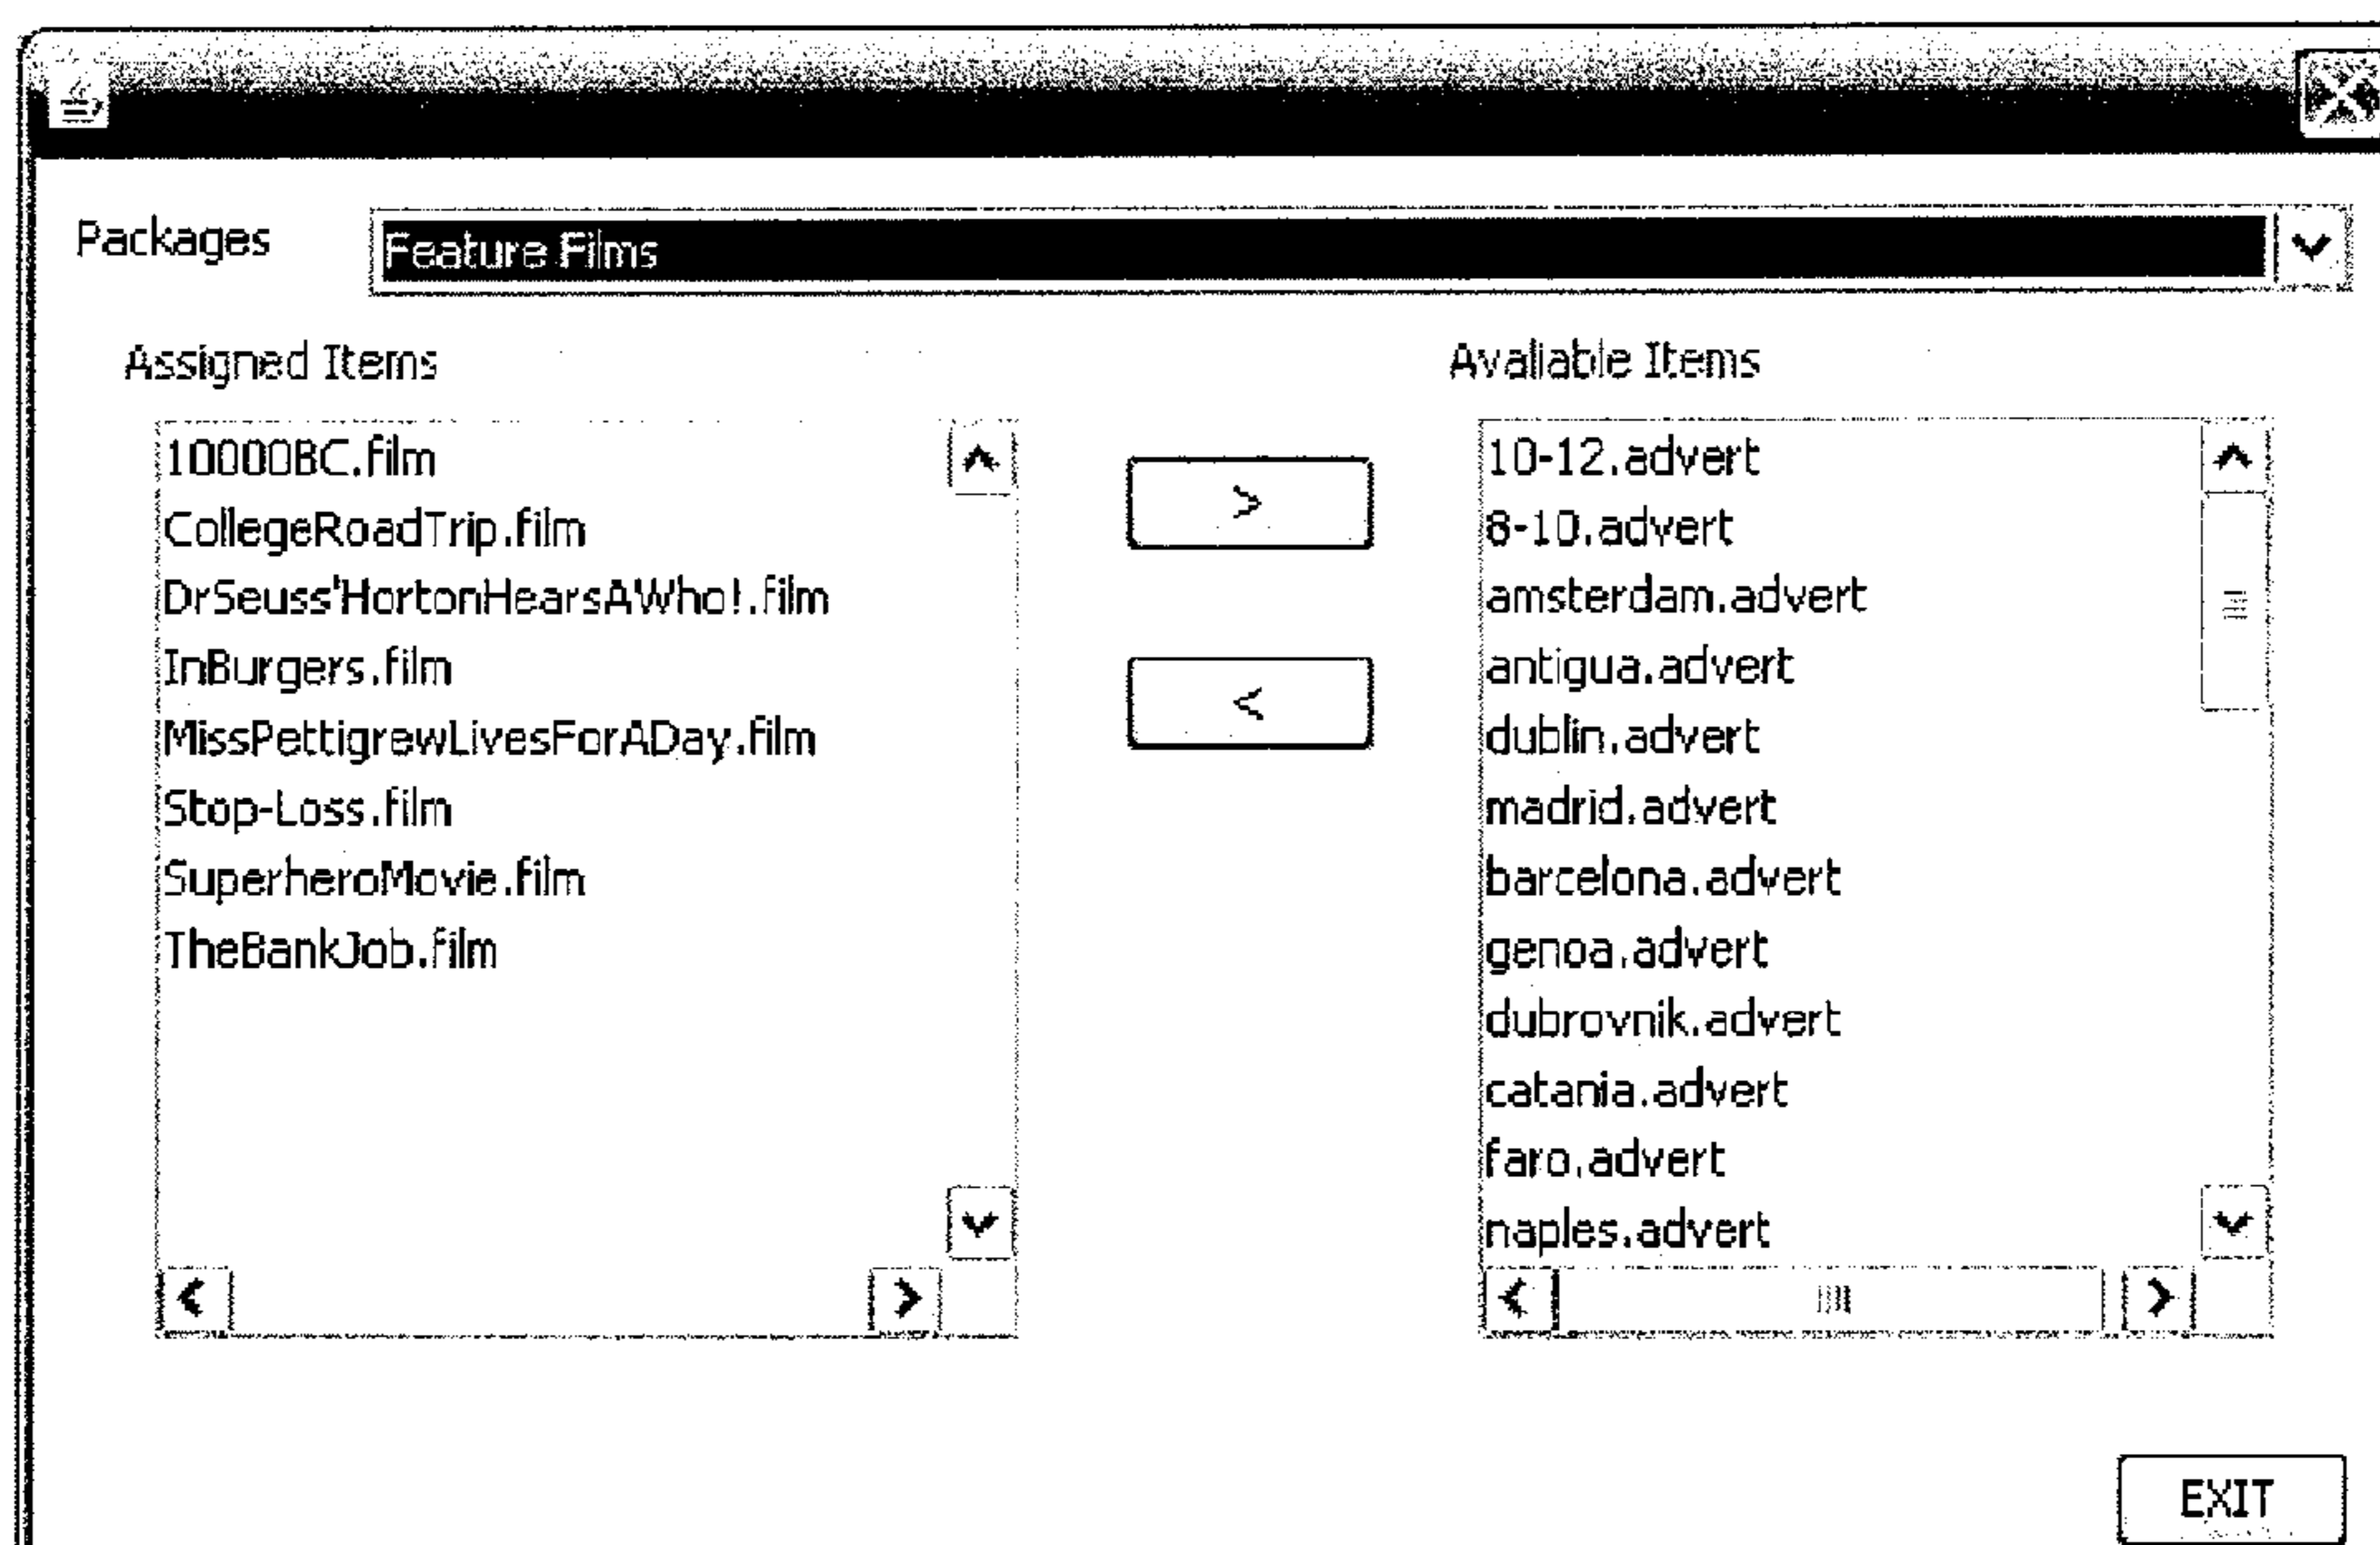 Packages
Feature Films
Assigned Items
10000BC.film
CollegeRoadTrip.film
DrSeuss'HortonHearsAWho!.film
InBurgers.film
MissPettigrewLivesForADay.film
Stop-Loss.film
SuperheroMovie.film
TheBankJob.film
>
<
Avaliable Items
10-12.advert
8-10.advert
amsterdam.advert
antigua.advert
dublin.advert
madrid.advert
barcelona.advert
genoa.advert
dubrovnik.advert
catania.advert
faro.advert
naples.advert
EXIT